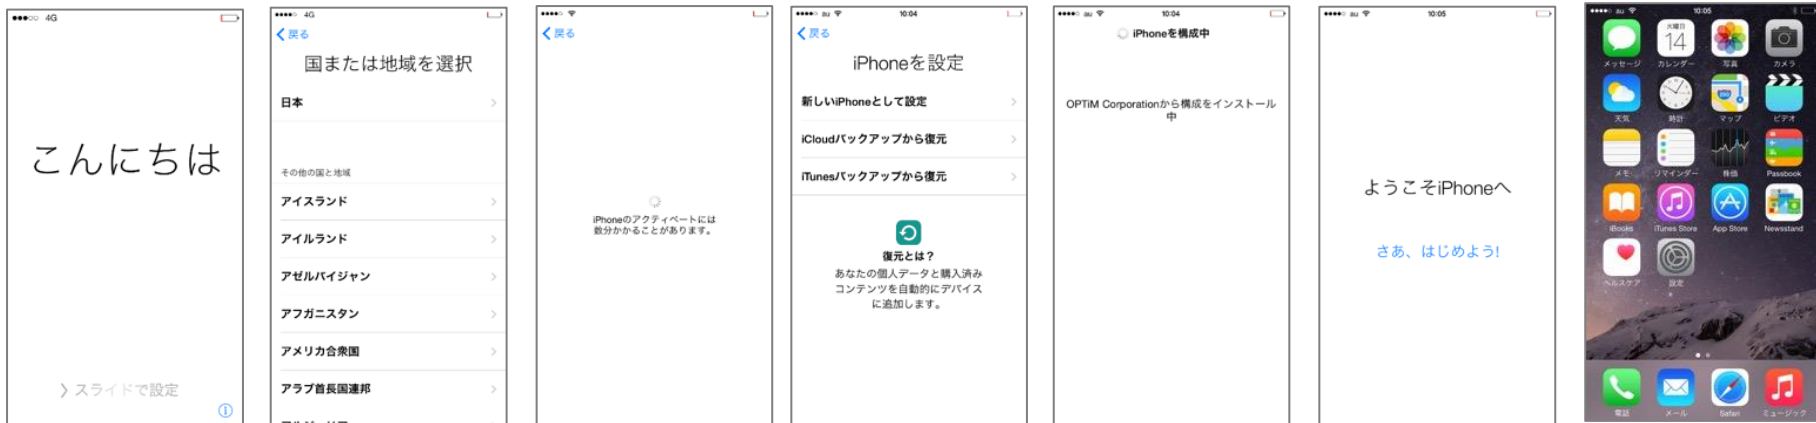 4G
こんにちは
スライドで設定
4G
戻る
国または地域を選択
日本
その他の国と地域
アイスランド
アイルランド
アゼルバイジャン
アフガニスタン
アメリカ合衆国
アラブ首長国連邦
戻る
iPhoneのアクティベートには
数分かかることがあります。
au 10:04
戻る
iPhoneを設定
新しいiPhoneとして設定
iCloudバックアップから復元
iTunesバックアップから復元
復元とは？
あなたの個人データと購入済み
コンテンツを自動的にデバイス
に追加します。
au 10:04
iPhoneを構成中
OPTiM Corporationから構成をインストール
中
au 10:05
ようこそiPhoneへ
さあ、はじめよう!
au 10:05
火曜日
14
メッセージ カレンダー 写真 カメラ
天気 時計 マップ ビデオ
メモ リマインダー 株価 Passbook
iBooks iTunes Store App Store Newsstand
ヘルスケア 設定
電話 メール Safari ミュージック